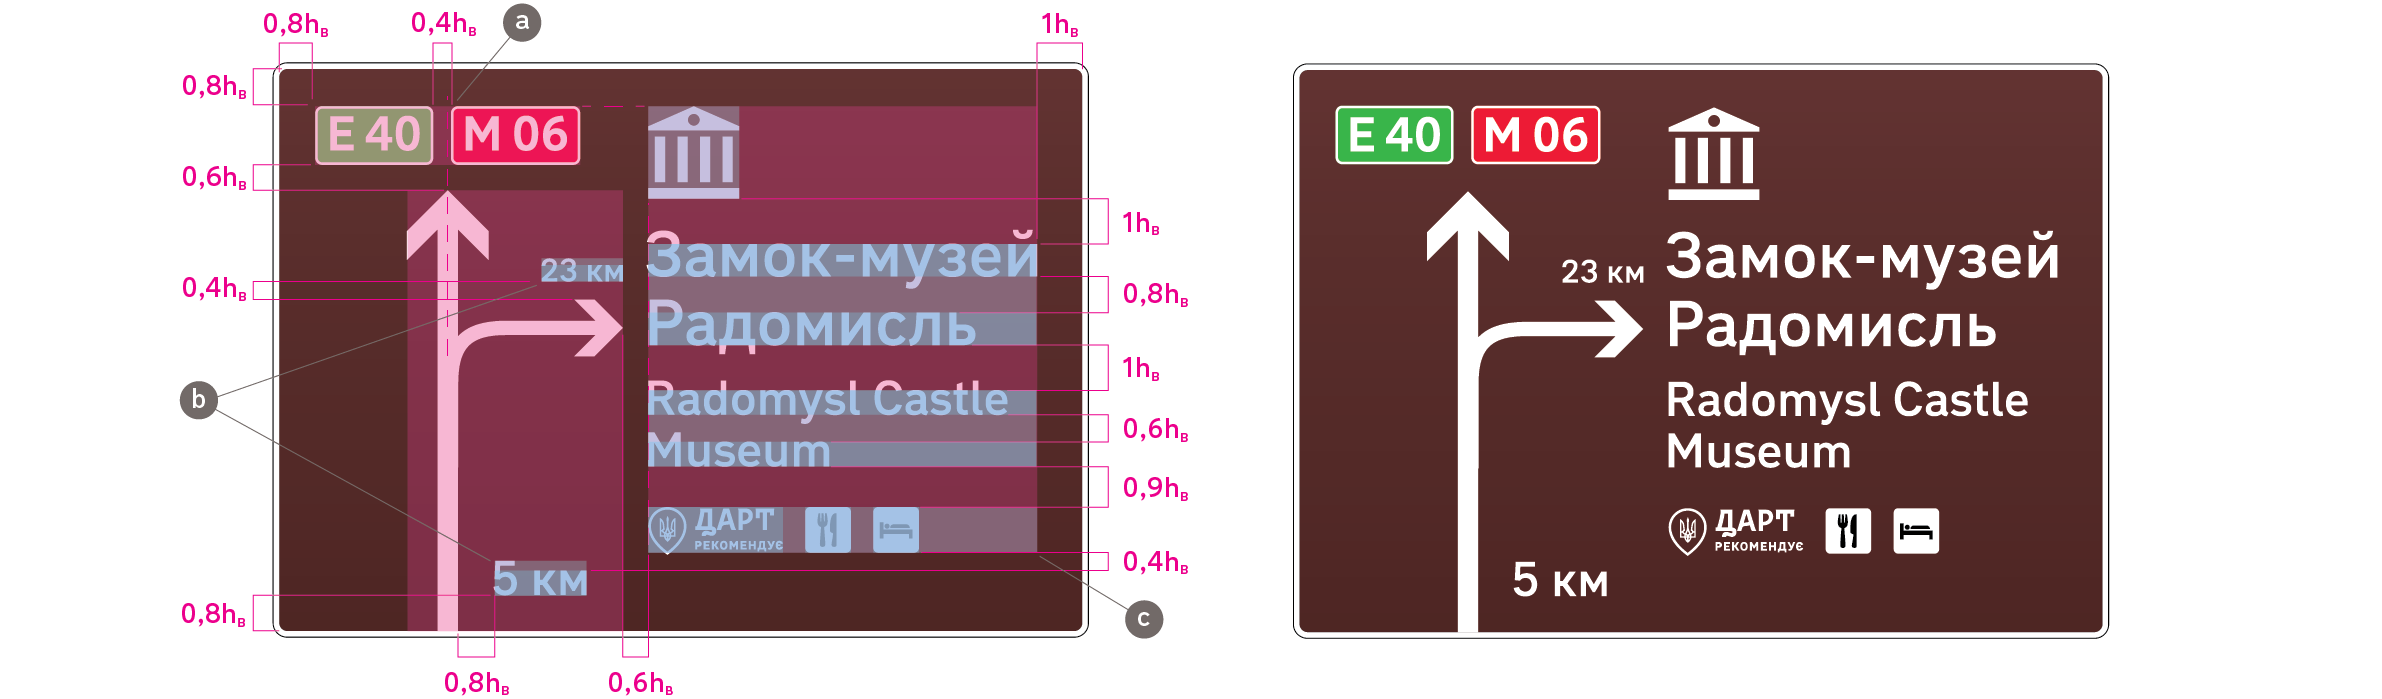 0,8hв 0,4hв a 1hв
0,8hв
E 40 M 06
0,6hв
1hв
Замок-музей
23 км
0,4hв
0,8hв
Радомисль
1hв
b
Radomysl Castle
0,6hв
Museum
0,9hв
ДАРТ
РЕКОМЕНДУЄ
0,4hв
5 км
0,8hв
c
0,8hв 0,6hв
E 40 M 06
Замок-музей
23 км
Радомисль
Radomysl Castle
Museum
ДАРТ
РЕКОМЕНДУЄ
5 км